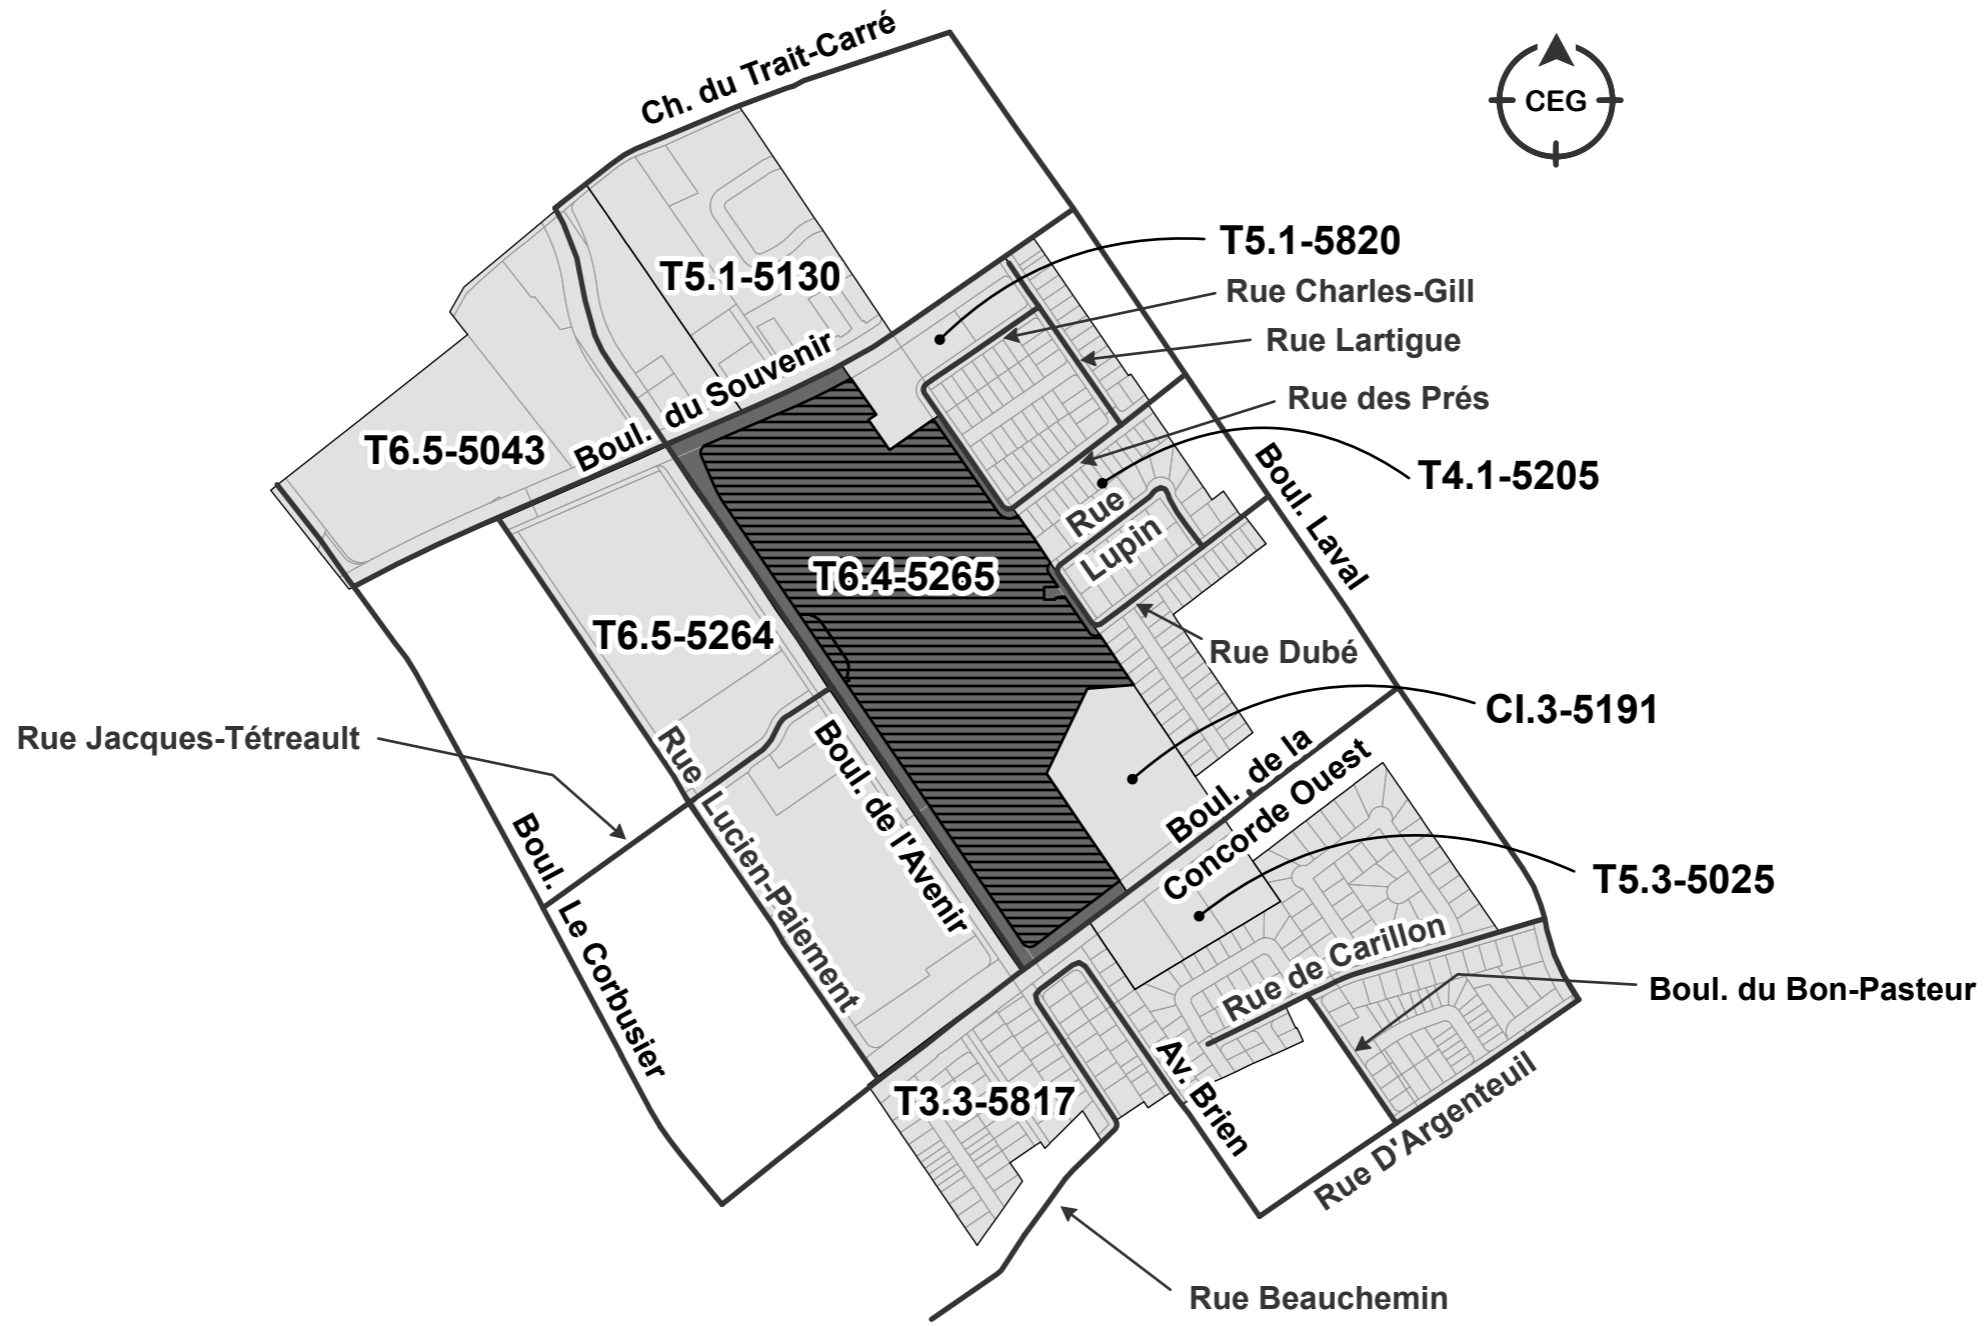 Ch. du Trait-Carré
CEG
T5.1-5820
T5.1-5130
Rue Charles-Gill
Rue Lartigue
Boul. du Souvenir
Rue des Prés
T6.5-5043
T4.1-5205
Boul. Laval
Rue
Lupin
T6.4-5265
T6.5-5264
Rue Dubé
CI.3-5191
Rue Jacques-Tétreault
Rue Lucien-Paiement
Boul. de l'Avenir
Boul. de la
Concorde Ouest
Boul. Le Corbusier
T5.3-5025
Rue de Carillon
Boul. du Bon-Pasteur
Av. Brien
T3.3-5817
Rue D'Argenteuil
Rue Beauchemin